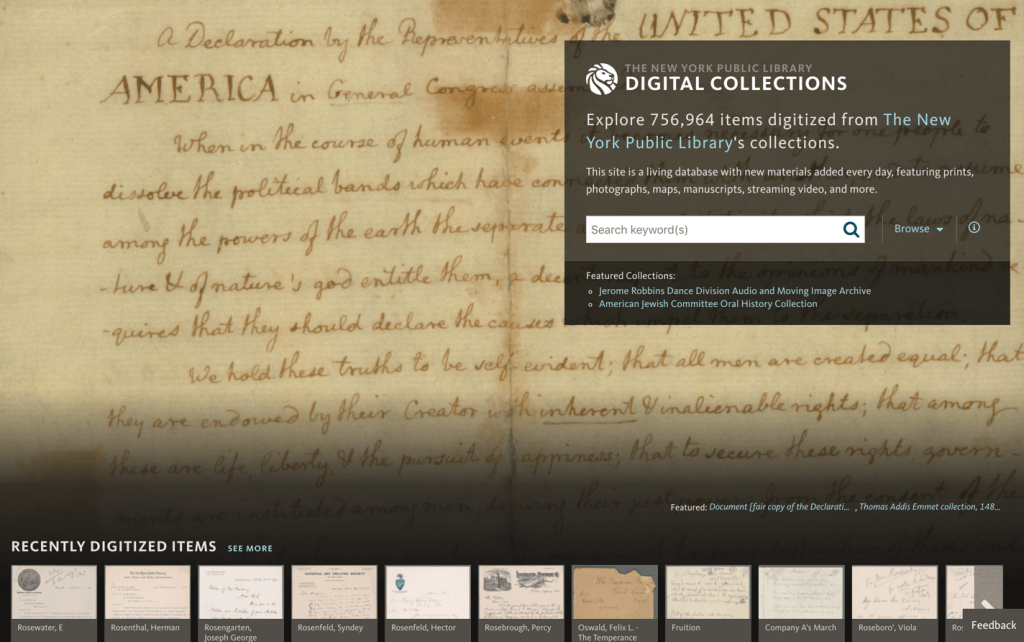 A Declaration by the Representatives of the UNITED STATES OF
AMERICA in General Congress assem
When in the course of human events it becomes necessary for one people to
dissolve the political bands which have connected them with another, and to assume
among the powers of the earth the separate and which the laws of na-
-ture & of nature's god entitle them, a decent to the opinions of mankind re
-quires that they should declare the causes which impel them to the separation
We hold these truths to be self-evident; that all men are created equal; that
they are endowed by their Creator with inherent & inalienable rights; that among
these are life, liberty, & the pursuit of happiness; that to secure these rights, govern-
-ments are instituted among men, deriving their just powers from the consent of the
THE NEW YORK PUBLIC LIBRARY
DIGITAL COLLECTIONS
Explore 756,964 items digitized from The New
York Public Library's collections.
This site is a living database with new materials added every day, featuring prints,
photographs, maps, manuscripts, streaming video, and more.
Search keyword(s)
Browse
Featured Collections:
Jerome Robbins Dance Division Audio and Moving Image Archive
American Jewish Committee Oral History Collection
Featured: Document [fair copy of the Declarati... , Thomas Addis Emmet collection, 148...
RECENTLY DIGITIZED ITEMS SEE MORE
Rosewater, E
Rosenthal, Herman
Rosengarten,
Joseph George
Rosenfeld, Syndey
Rosenfeld, Hector
Rosebrough, Percy
Oswald, Felix L. -
The Temperance
Fruition
Company A's March
Roseboro', Viola
Ros
Feedback